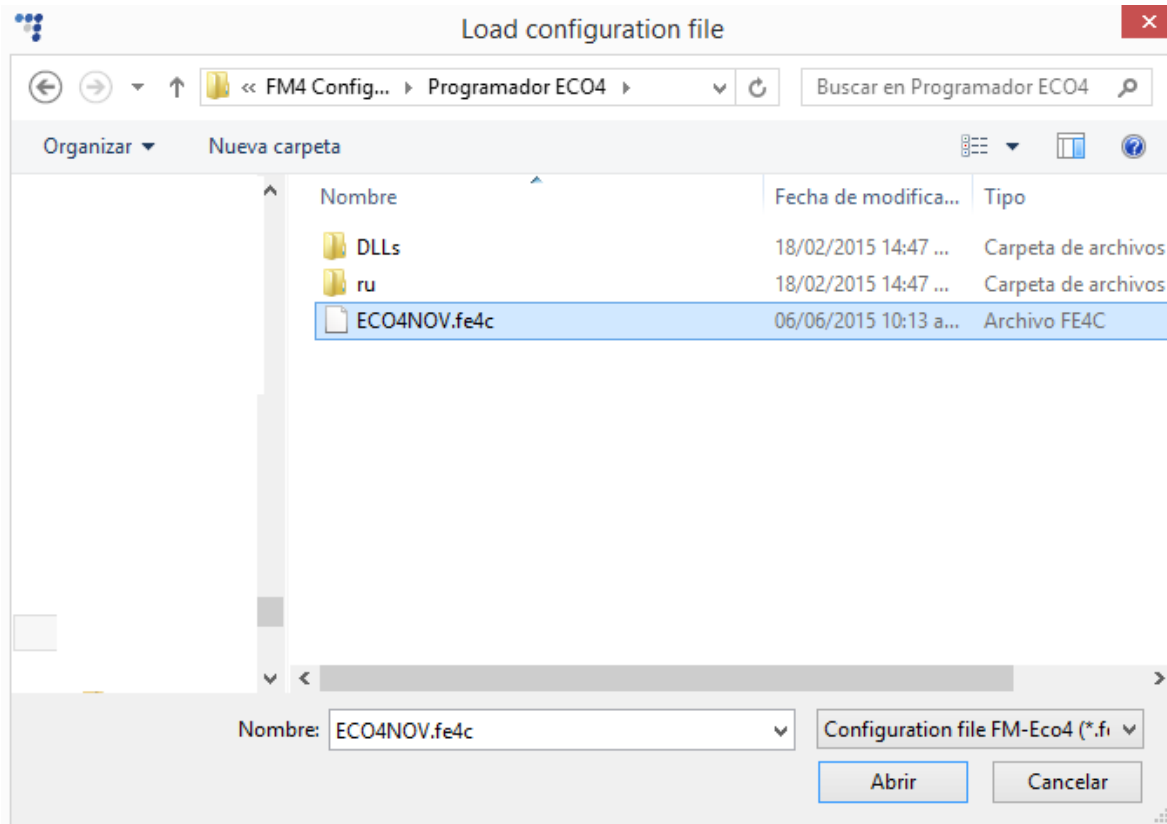 Load configuration file
« FM4 Config... Programador ECO4 Buscar en Programador ECO4
Organizar Nueva carpeta
Nombre Fecha de modifica... Tipo
DLLs 18/02/2015 14:47 ... Carpeta de archivos
ru 18/02/2015 14:47 ... Carpeta de archivos
ECO4NOV.fe4c 06/06/2015 10:13 a... Archivo FE4C
Nombre: ECO4NOV.fe4c Configuration file FM-Eco4 (*.f
Abrir Cancelar